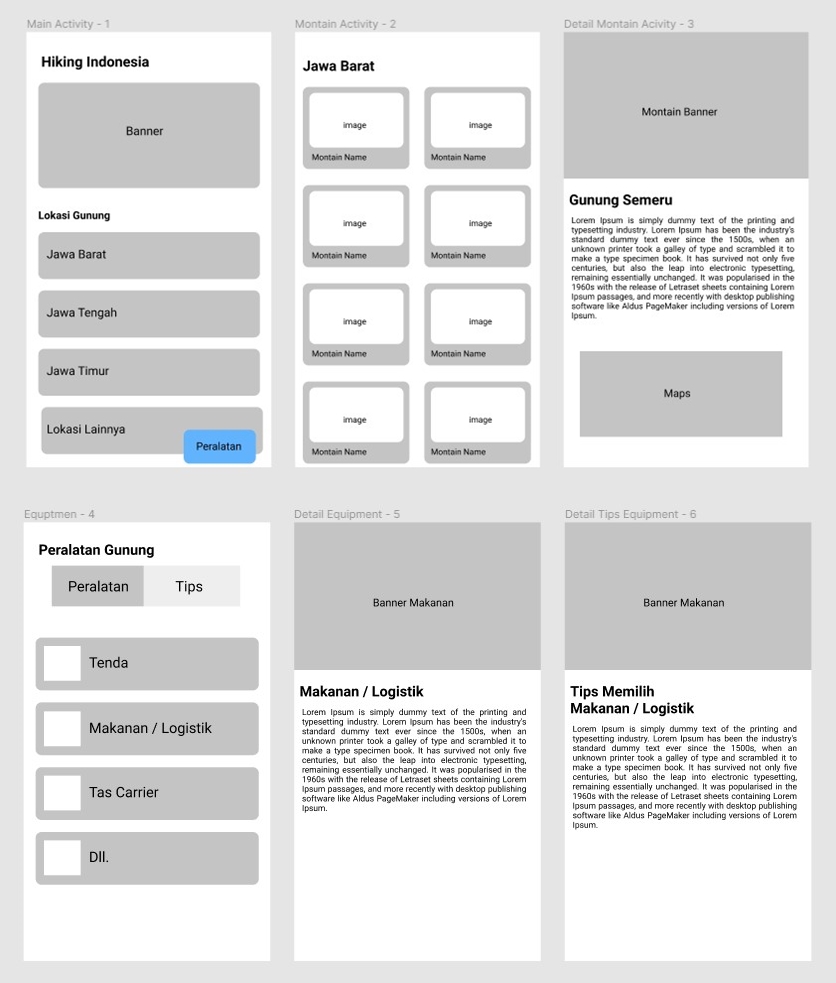 Main Activity - 1
Hiking Indonesia
Banner
Lokasi Gunung
Jawa Barat
Jawa Tengah
Jawa Timur
Lokasi Lainnya
Peralatan
Montain Activity - 2
Jawa Barat
image
image
Montain Name
Montain Name
image
image
Montain Name
Montain Name
image
image
Montain Name
Montain Name
image
image
Montain Name
Montain Name
Detail Montain Acivity - 3
Montain Banner
Gunung Semeru
Lorem Ipsum is simply dummy text of the printing and
typesetting industry. Lorem Ipsum has been the industry's
standard dummy text ever since the 1500s, when an
unknown printer took a galley of type and scrambled it to
make a type specimen book. It has survived not only five
centuries, but also the leap into electronic typesetting,
remaining essentially unchanged. It was popularised in the
1960s with the release of Letraset sheets containing Lorem
Ipsum passages, and more recently with desktop publishing
software like Aldus PageMaker including versions of Lorem
Ipsum.
Maps
Equptmen - 4
Peralatan Gunung
Peralatan
Tips
Tenda
Makanan / Logistik
Tas Carrier
Dll.
Detail Equipment - 5
Banner Makanan
Makanan / Logistik
Lorem Ipsum is simply dummy text of the printing and
typesetting industry. Lorem Ipsum has been the industry's
standard dummy text ever since the 1500s, when an
unknown printer took a galley of type and scrambled it to
make a type specimen book. It has survived not only five
centuries, but also the leap into electronic typesetting,
remaining essentially unchanged. It was popularised in the
1960s with the release of Letraset sheets containing Lorem
Ipsum passages, and more recently with desktop publishing
software like Aldus PageMaker including versions of Lorem
Ipsum.
Detail Tips Equipment - 6
Banner Makanan
Tips Memilih
Makanan / Logistik
Lorem Ipsum is simply dummy text of the printing and
typesetting industry. Lorem Ipsum has been the industry's
standard dummy text ever since the 1500s, when an
unknown printer took a galley of type and scrambled it to
make a type specimen book. It has survived not only five
centuries, but also the leap into electronic typesetting,
remaining essentially unchanged. It was popularised in the
1960s with the release of Letraset sheets containing Lorem
Ipsum passages, and more recently with desktop publishing
software like Aldus PageMaker including versions of Lorem
Ipsum.